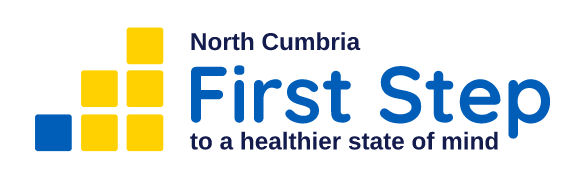 North Cumbria
First Step
to a healthier state of mind